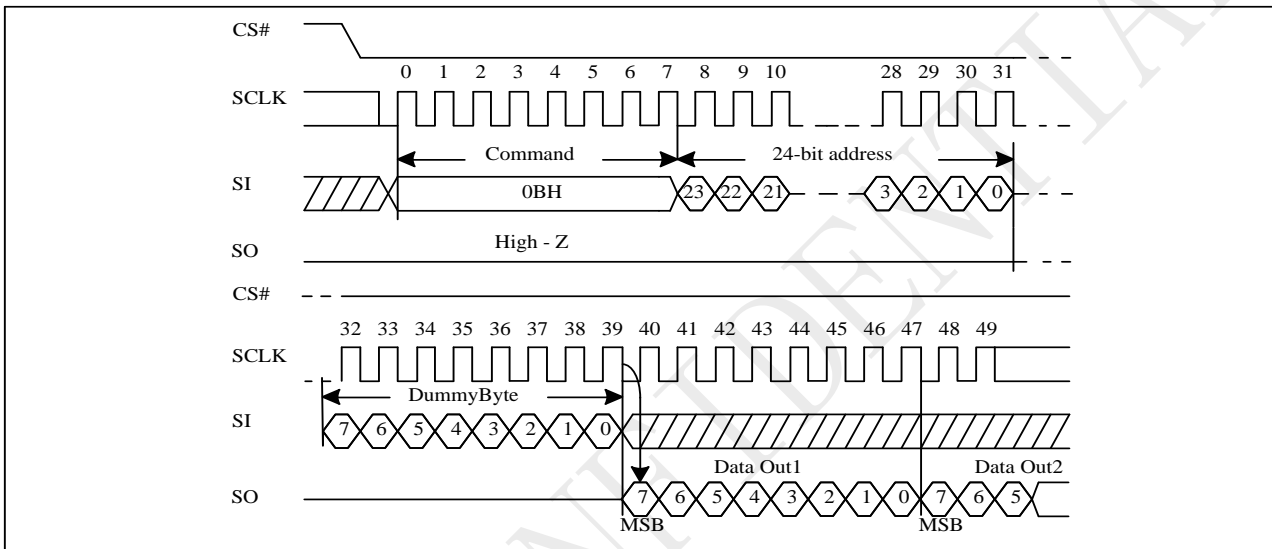 CS#
0 1 2 3 4 5 6 7 8 9 10 28 29 30 31
SCLK
Command 24-bit address
SI 0BH 23 22 21 3 2 1 0
High - Z
SO
CS#
32 33 34 35 36 37 38 39 40 41 42 43 44 45 46 47 48 49
SCLK
DummyByte
SI 7 6 5 4 3 2 1 0
Data Out1 Data Out2
SO 7 6 5 4 3 2 1 0 7 6 5
MSB MSB